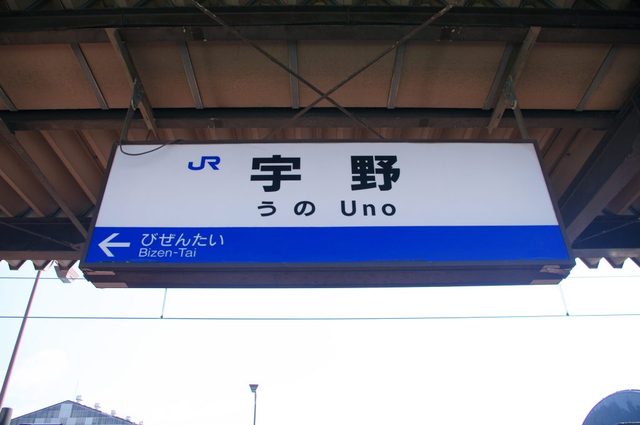 JR 宇野
うの Uno
← びぜんたい
Bizen-Tai